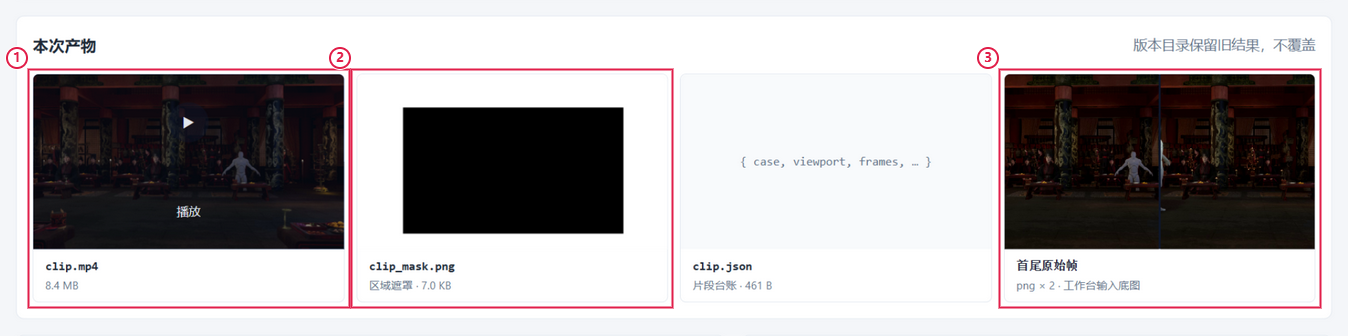 本次产物
版本目录保留旧结果，不覆盖
①
②
③
播放
clip.mp4
8.4 MB
clip_mask.png
区域遮罩 · 7.0 KB
{ case, viewport, frames, … }
clip.json
片段台账 · 461 B
首尾原始帧
png × 2 · 工作台输入底图